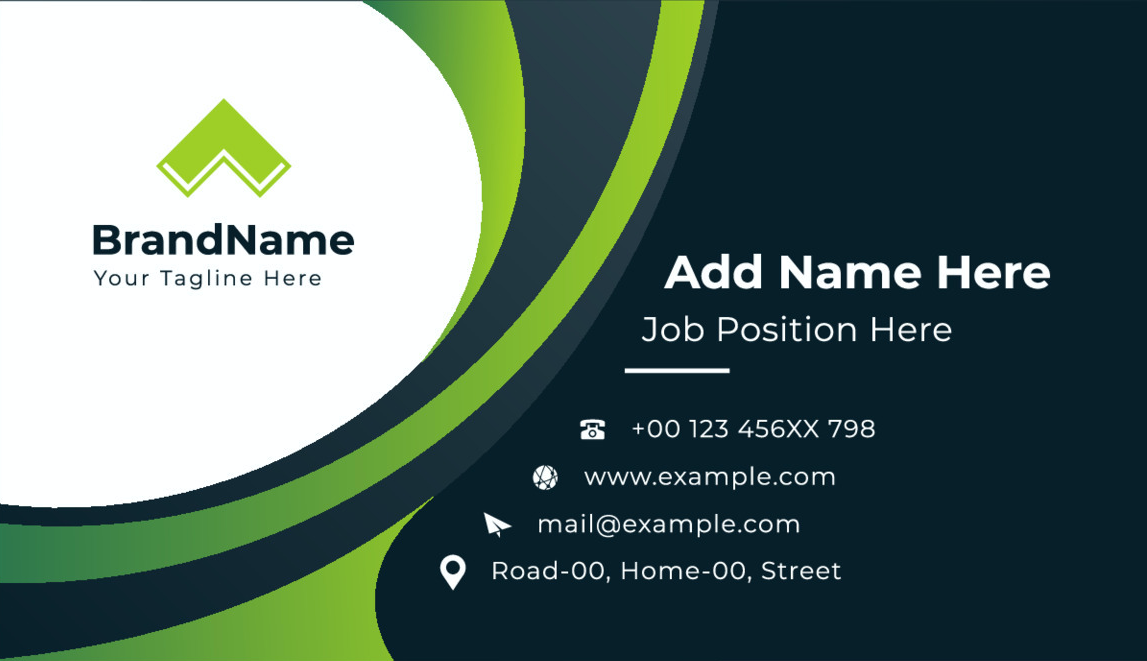 BrandName
Your Tagline Here
Add Name Here
Job Position Here
+00 123 456XX 798
www.example.com
mail@example.com
Road-00, Home-00, Street